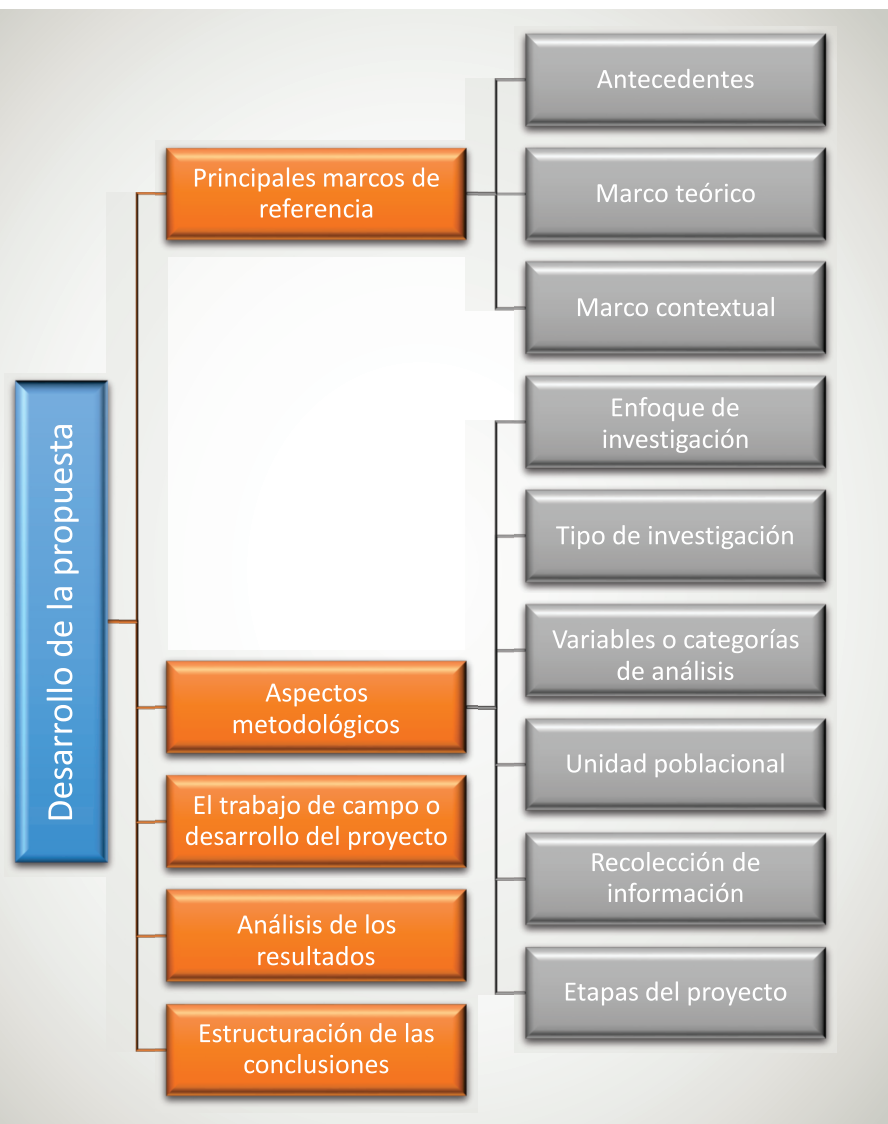 Desarrollo de la propuesta
Principales marcos de
referencia
Antecedentes
Marco teórico
Marco contextual
Aspectos
metodológicos
Enfoque de
investigación
Tipo de investigación
Variables o categorías
de análisis
Unidad poblacional
Recolección de
información
Etapas del proyecto
El trabajo de campo o
desarrollo del proyecto
Análisis de los
resultados
Estructuración de las
conclusiones